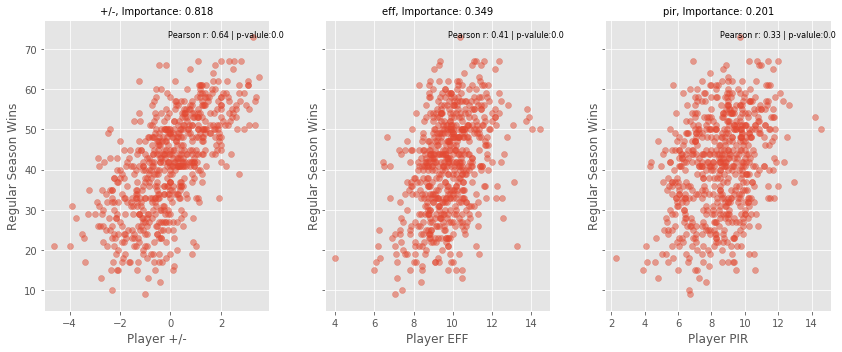 +/-, Importance: 0.818
Pearson r: 0.64 | p-valule:0.0
Regular Season Wins
70
60
50
40
30
20
10
−4
−2
0
2
Player +/-
eff, Importance: 0.349
Pearson r: 0.41 | p-valule:0.0
Regular Season Wins
4
6
8
10
12
14
Player EFF
pir, Importance: 0.201
Pearson r: 0.33 | p-valule:0.0
Regular Season Wins
2
4
6
8
10
12
14
Player PIR